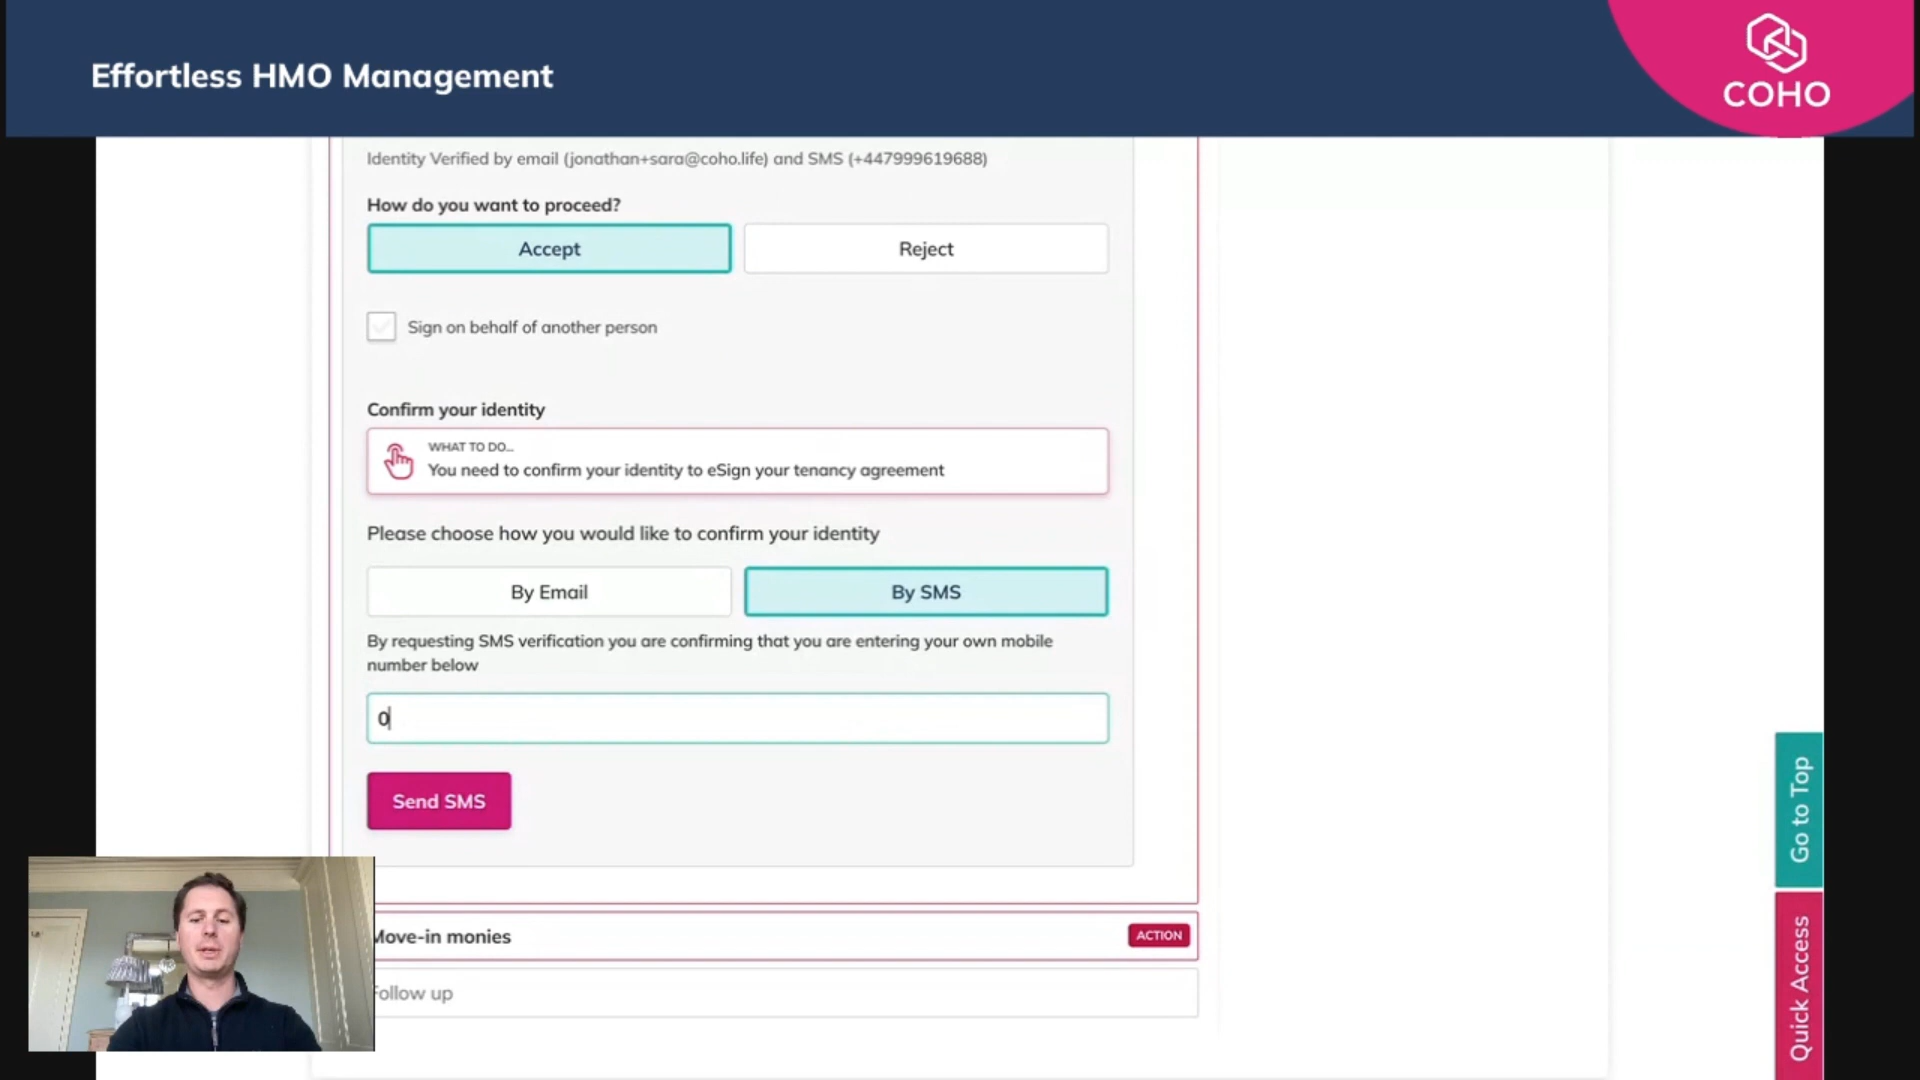 Effortless HMO Management
COHO
Identity Verified by email (jonathan+sara@coho.life) and SMS (+447999619688)
How do you want to proceed?
Accept
Reject
Sign on behalf of another person
Confirm your identity
WHAT TO DO...
You need to confirm your identity to eSign your tenancy agreement
Please choose how you would like to confirm your identity
By Email
By SMS
By requesting SMS verification you are confirming that you are entering your own mobile
number below
0
Send SMS
Go to Top
Move-in monies
ACTION
Follow up
Quick Access